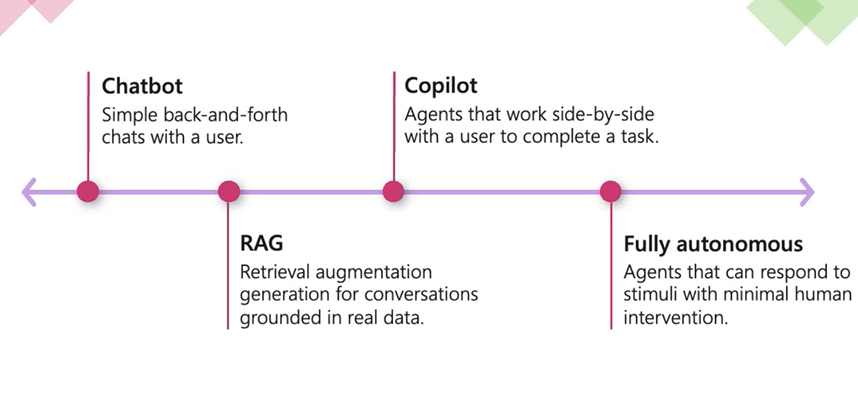 Chatbot
Simple back-and-forth
chats with a user.
Copilot
Agents that work side-by-side
with a user to complete a task.
RAG
Retrieval augmentation
generation for conversations
grounded in real data.
Fully autonomous
Agents that can respond to
stimuli with minimal human
intervention.